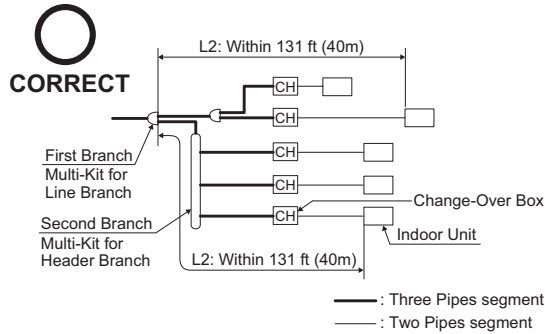 L2: Within 131 ft (40m)
CORRECT
CH
CH
First Branch
Multi-Kit for
Line Branch
CH
CH
Second Branch
Multi-Kit for
Header Branch
CH
Change-Over Box
Indoor Unit
L2: Within 131 ft (40m)
: Three Pipes segment
: Two Pipes segment